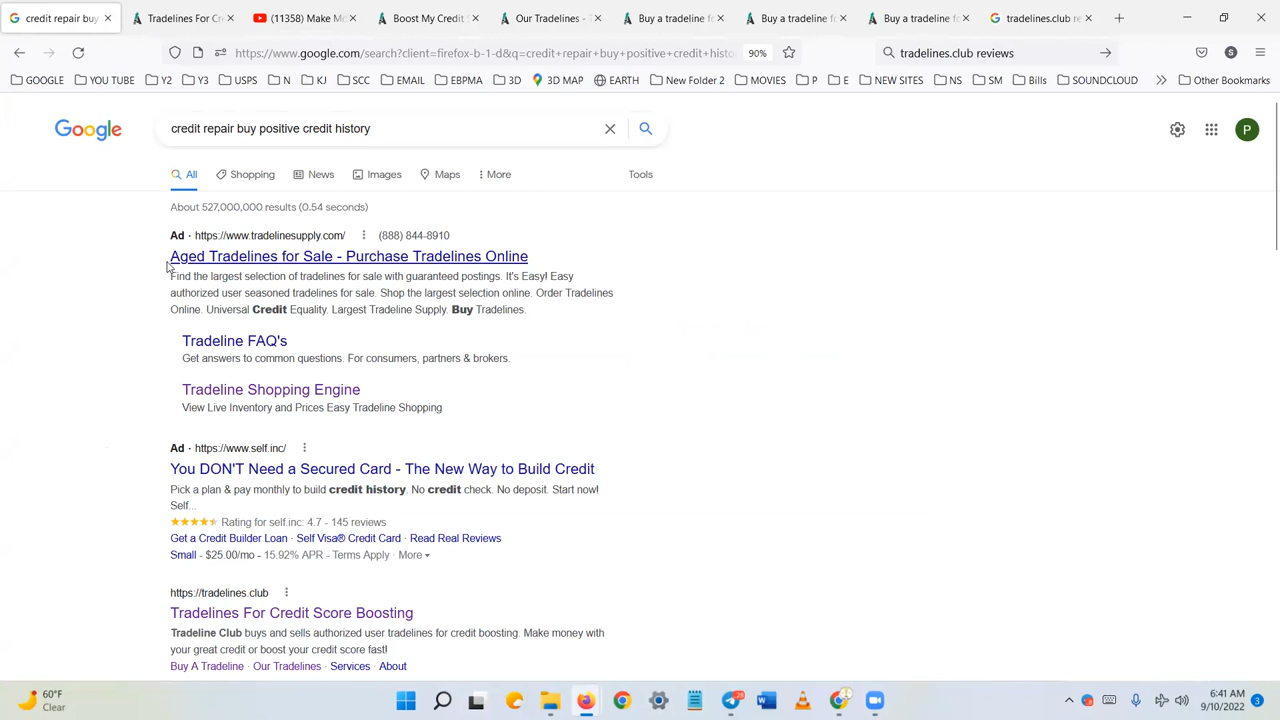 credit repair buy
Tradelines For Cr
(11358) Make Mo
Boost My Credit
Our Tradelines - T
Buy a tradeline fo
Buy a tradeline fo
Buy a tradeline fo
tradelines.club re
https://www.google.com/search?client=firefox-b-1-d&q=credit+repair+buy+positive+credit+histo
90%
tradelines.club reviews
S
GOOGLE
YOU TUBE
Y2
Y3
USPS
N
KJ
SCC
EMAIL
EBPMA
3D
3D MAP
EARTH
New Folder 2
MOVIES
P
E
NEW SITES
NS
SM
Bills
SOUNDCLOUD
Other Bookmarks
Google
credit repair buy positive credit history
P
All
Shopping
News
Images
Maps
More
Tools
About 527,000,000 results (0.54 seconds)
Ad · https://www.tradelinesupply.com/ (888) 844-8910
Aged Tradelines for Sale - Purchase Tradelines Online
Find the largest selection of tradelines for sale with guaranteed postings. It's Easy! Easy
authorized user seasoned tradelines for sale. Shop the largest selection online. Order Tradelines
Online. Universal Credit Equality. Largest Tradeline Supply. Buy Tradelines.
Tradeline FAQ's
Get answers to common questions. For consumers, partners & brokers.
Tradeline Shopping Engine
View Live Inventory and Prices Easy Tradeline Shopping
Ad · https://www.self.inc/
You DON'T Need a Secured Card - The New Way to Build Credit
Pick a plan & pay monthly to build credit history. No credit check. No deposit. Start now!
Self...
Rating for self.inc: 4.7 - 145 reviews
Get a Credit Builder Loan · Self Visa® Credit Card · Read Real Reviews
Small - $25.00/mo - 15.92% APR - Terms Apply · More
https://tradelines.club
Tradelines For Credit Score Boosting
Tradeline Club buys and sells authorized user tradelines for credit boosting. Make money with
your great credit or boost your credit score fast!
Buy A Tradeline · Our Tradelines · Services · About
60°F
Clear
28
6:41 AM
9/10/2022
3